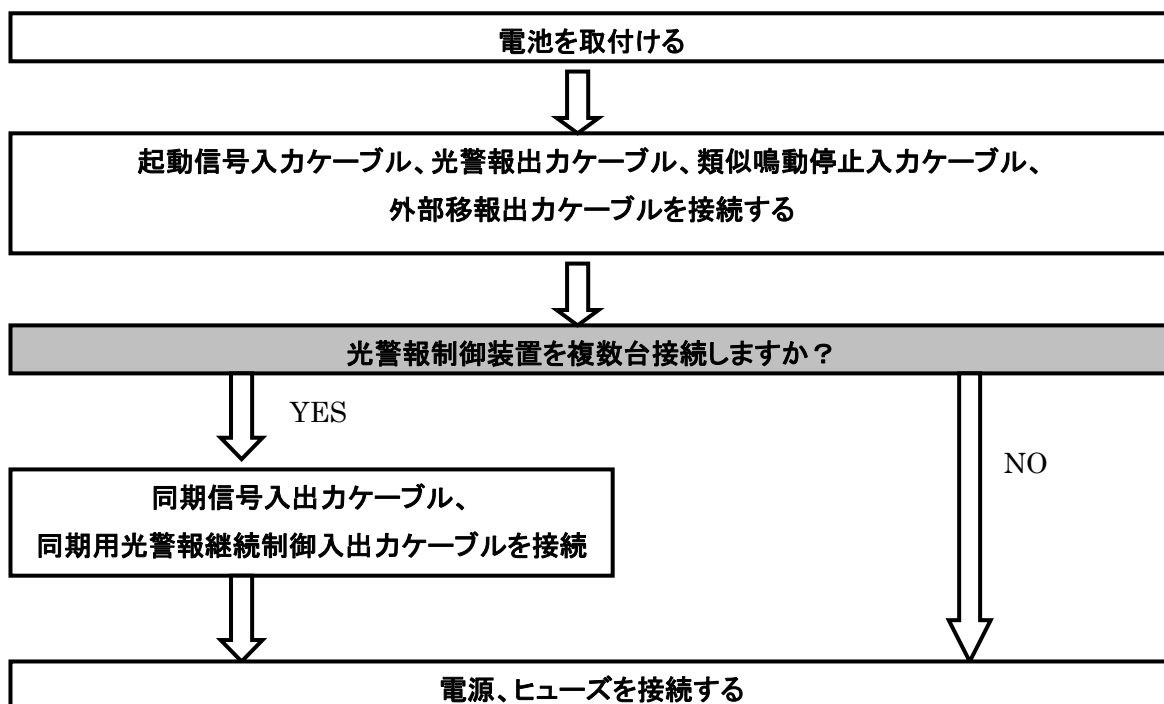 電池を取付ける
起動信号入力ケーブル、光警報出力ケーブル、類似鳴動停止入力ケーブル、
外部移報出力ケーブルを接続する
光警報制御装置を複数台接続しますか？
YES
NO
同期信号入出力ケーブル、
同期用光警報継続制御入出力ケーブルを接続
電源、ヒューズを接続する